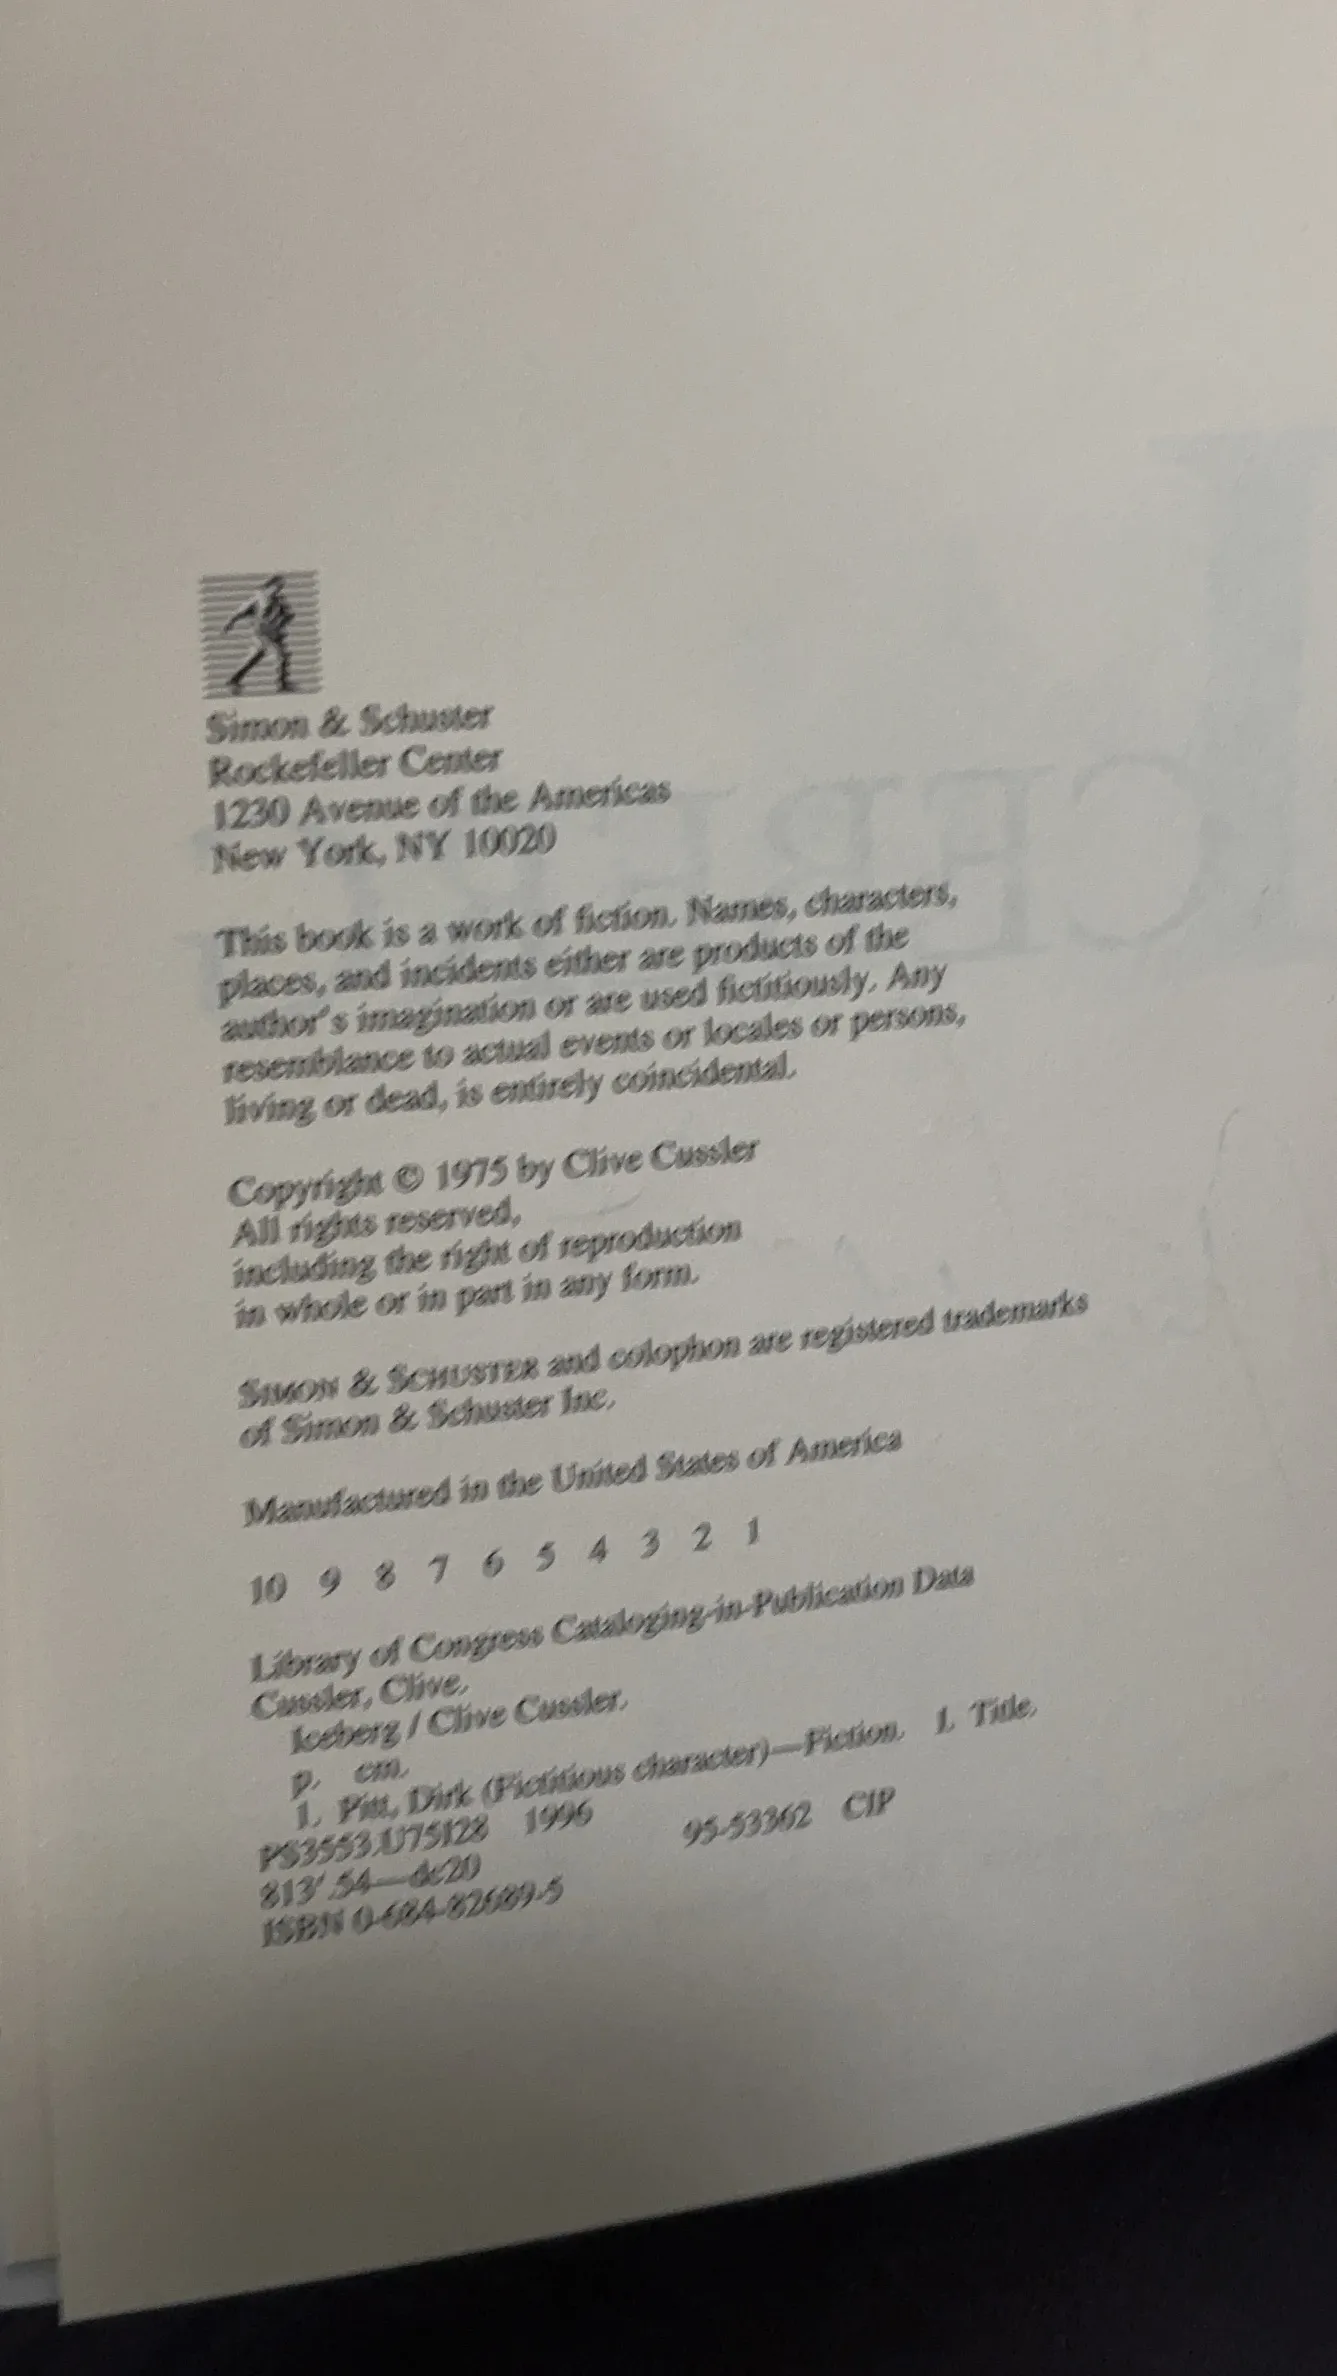 Simon & Schuster
Rockefeller Center
1230 Avenue of the Americas
New York, NY 10020
This book is a work of fiction. Names, characters,
places, and incidents either are products of the
author's imagination or are used fictitiously. Any
resemblance to actual events or locales or persons,
living or dead, is entirely coincidental.
Copyright © 1975 by Clive Cussler
All rights reserved,
including the right of reproduction
in whole or in part in any form.
SIMON & SCHUSTER and colophon are registered trademarks
of Simon & Schuster Inc.
Manufactured in the United States of America
10 9 8 7 6 5 4 3 2 1
Library of Congress Cataloging-in-Publication Data
Cussler, Clive.
Iceberg / Clive Cussler.
p. cm.
1. Pitt, Dirk (Fictitious character)—Fiction. I. Title.
PS3553.U75I28 1996
95-53362 CIP
813'.54—dc20
ISBN 0-684-82689-5